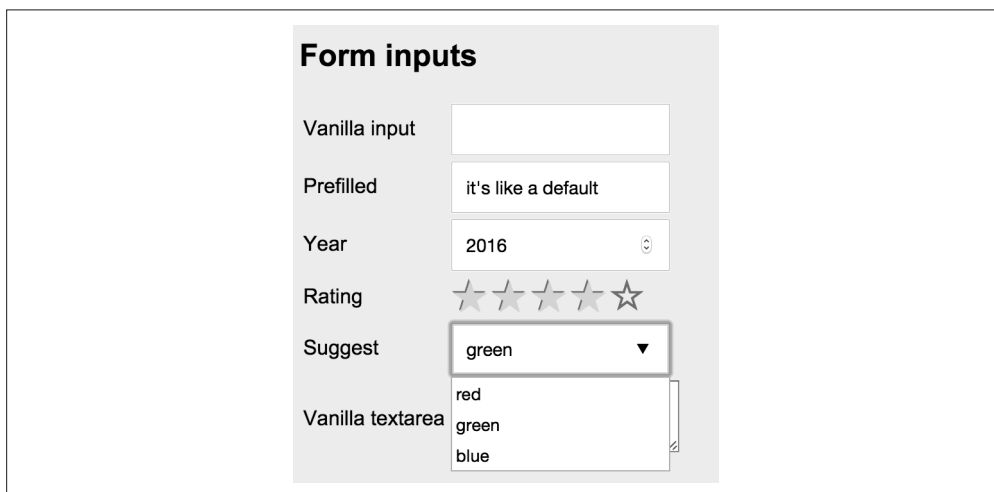 Form inputs
Vanilla input
Prefilled it's like a default
Year 2016
Rating
Suggest green
red
green
blue
Vanilla textarea